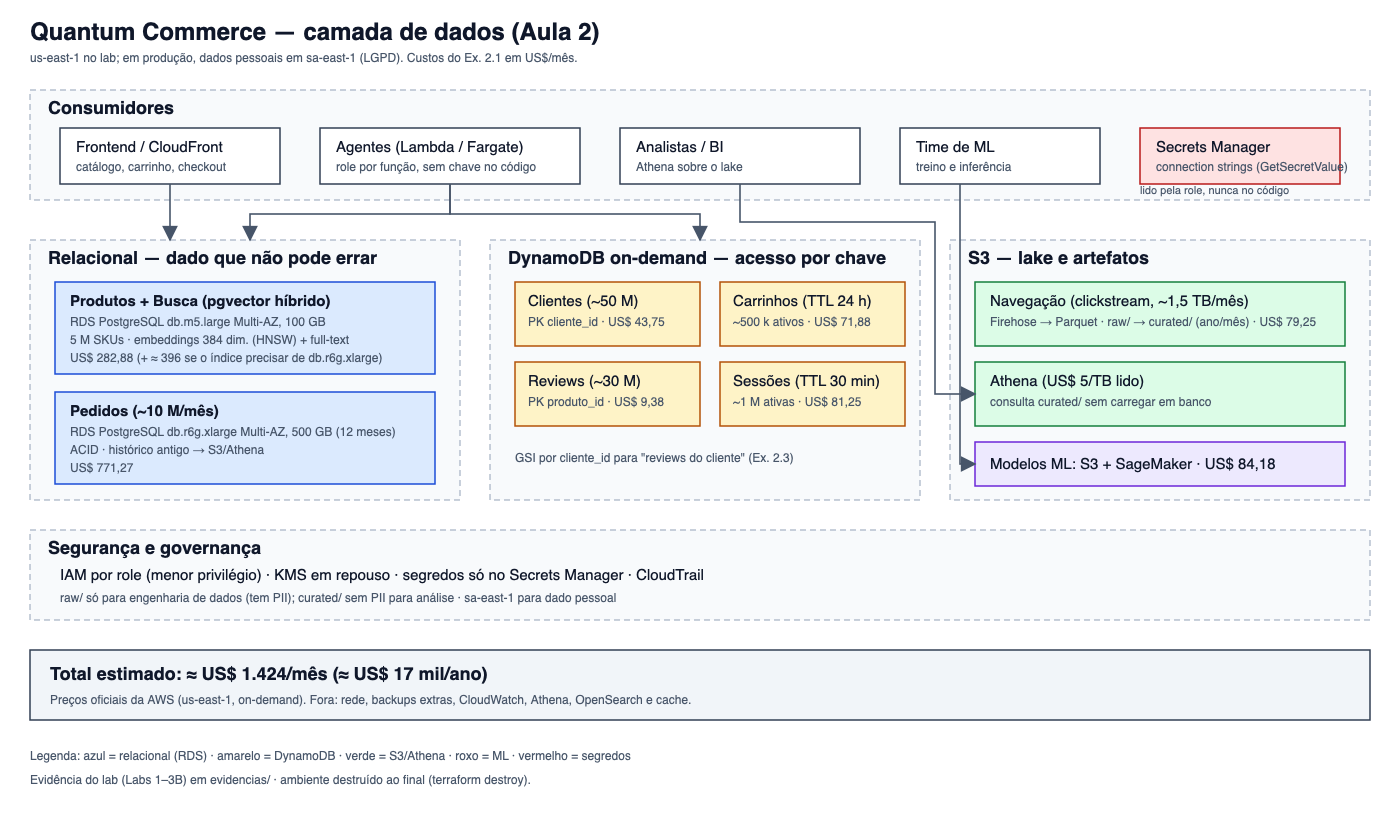 Quantum Commerce — camada de dados (Aula 2)
us-east-1 no lab; em produção, dados pessoais em sa-east-1 (LGPD). Custos do Ex. 2.1 em US$/mês.
Consumidores
Frontend / CloudFront
catálogo, carrinho, checkout
Agentes (Lambda / Fargate)
role por função, sem chave no código
Analistas / BI
Athena sobre o lake
Time de ML
treino e inferência
Secrets Manager
connection strings (GetSecretValue)
lido pela role, nunca no código
Relacional — dado que não pode errar
Produtos + Busca (pgvector híbrido)
RDS PostgreSQL db.m5.large Multi-AZ, 100 GB
5 M SKUs · embeddings 384 dim. (HNSW) + full-text
US$ 282,88 (+ ≈ 396 se o índice precisar de db.r6g.xlarge)
Pedidos (~10 M/mês)
RDS PostgreSQL db.r6g.xlarge Multi-AZ, 500 GB (12 meses)
ACID · histórico antigo → S3/Athena
US$ 771,27
DynamoDB on-demand — acesso por chave
Clientes (~50 M)
PK cliente_id · US$ 43,75
Carrinhos (TTL 24 h)
~500 k ativos · US$ 71,88
Reviews (~30 M)
PK produto_id · US$ 9,38
Sessões (TTL 30 min)
~1 M ativas · US$ 81,25
GSI por cliente_id para "reviews do cliente" (Ex. 2.3)
S3 — lake e artefatos
Navegação (clickstream, ~1,5 TB/mês)
Firehose → Parquet · raw/ → curated/ (ano/mês) · US$ 79,25
Athena (US$ 5/TB lido)
consulta curated/ sem carregar em banco
Modelos ML: S3 + SageMaker · US$ 84,18
Segurança e governança
IAM por role (menor privilégio) · KMS em repouso · segredos só no Secrets Manager · CloudTrail
raw/ só para engenharia de dados (tem PII); curated/ sem PII para análise · sa-east-1 para dado pessoal
Total estimado: ≈ US$ 1.424/mês (≈ US$ 17 mil/ano)
Preços oficiais da AWS (us-east-1, on-demand). Fora: rede, backups extras, CloudWatch, Athena, OpenSearch e cache.
Legenda: azul = relacional (RDS) · amarelo = DynamoDB · verde = S3/Athena · roxo = ML · vermelho = segredos
Evidência do lab (Labs 1–3B) em evidencias/ · ambiente destruído ao final (terraform destroy).